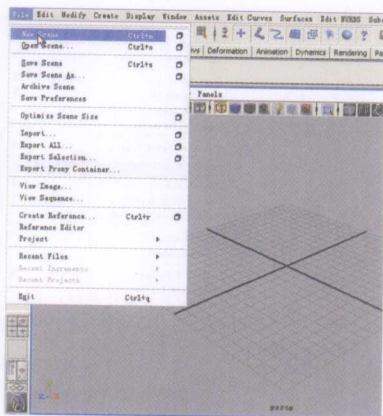 File Edit Modify Create Display Window Assets Edit Curves Surfaces Edit NURBS Sub
New Scene Ctrl+n
Open Scene... Ctrl+o
Save Scene Ctrl+s
Save Scene As...
Archive Scene
Save Preferences
Optimize Scene Size
Import...
Export All...
Export Selection...
Export Proxy Container...
View Image...
View Sequence...
Create Reference... Ctrl+r
Reference Editor
Project
Recent Files
Recent Increments
Recent Projects
Exit Ctrl+q
Deformation Animation Dynamics Rendering
Panels
persp